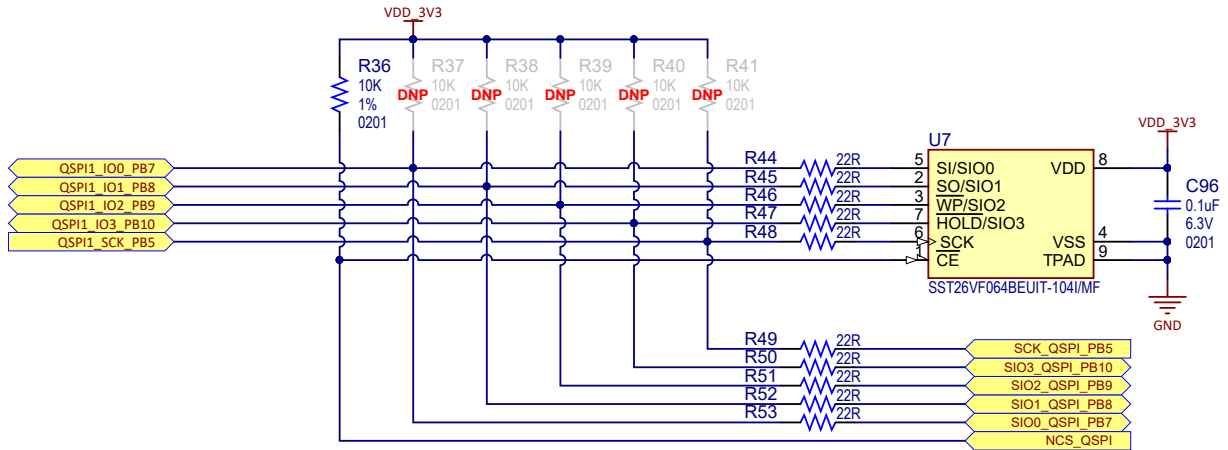 VDD_3V3
R36
10K
1%
0201
R37
10K
DNP
0201
R38
10K
DNP
0201
R39
10K
DNP
0201
R40
10K
DNP
0201
R41
10K
DNP
0201
QSPI1_IO0_PB7
QSPI1_IO1_PB8
QSPI1_IO2_PB9
QSPI1_IO3_PB10
QSPI1_SCK_PB5
R44 22R
R45 22R
R46 22R
R47 22R
R48 22R
U7
5 SI/SIO0 VDD 8
2 SO/SIO1
3 WP/SIO2
7 HOLD/SIO3
6 SCK VSS 4
1 CE TPAD 9
SST26VF064BEUIT-104I/MF
VDD_3V3
C96
0.1uF
6.3V
0201
GND
R49 22R SCK_QSPI_PB5
R50 22R SIO3_QSPI_PB10
R51 22R SIO2_QSPI_PB9
R52 22R SIO1_QSPI_PB8
R53 22R SIO0_QSPI_PB7
NCS_QSPI